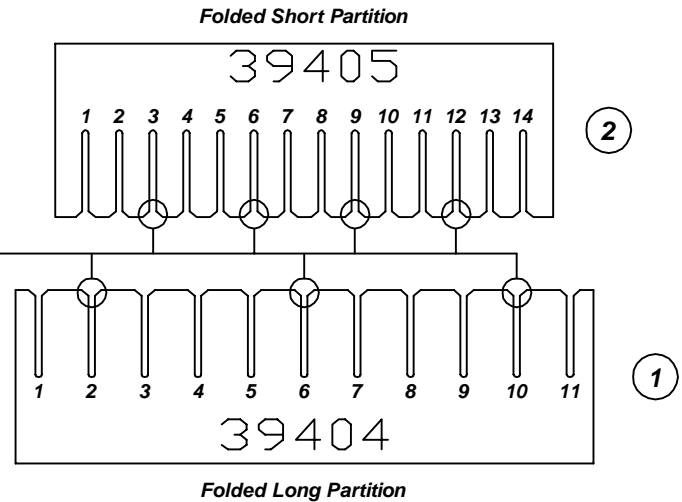 Folded Short Partition
39405
1 2 3 4 5 6 7 8 9 10 11 12 13 14
2
1 2 3 4 5 6 7 8 9 10 11
1
39404
Folded Long Partition